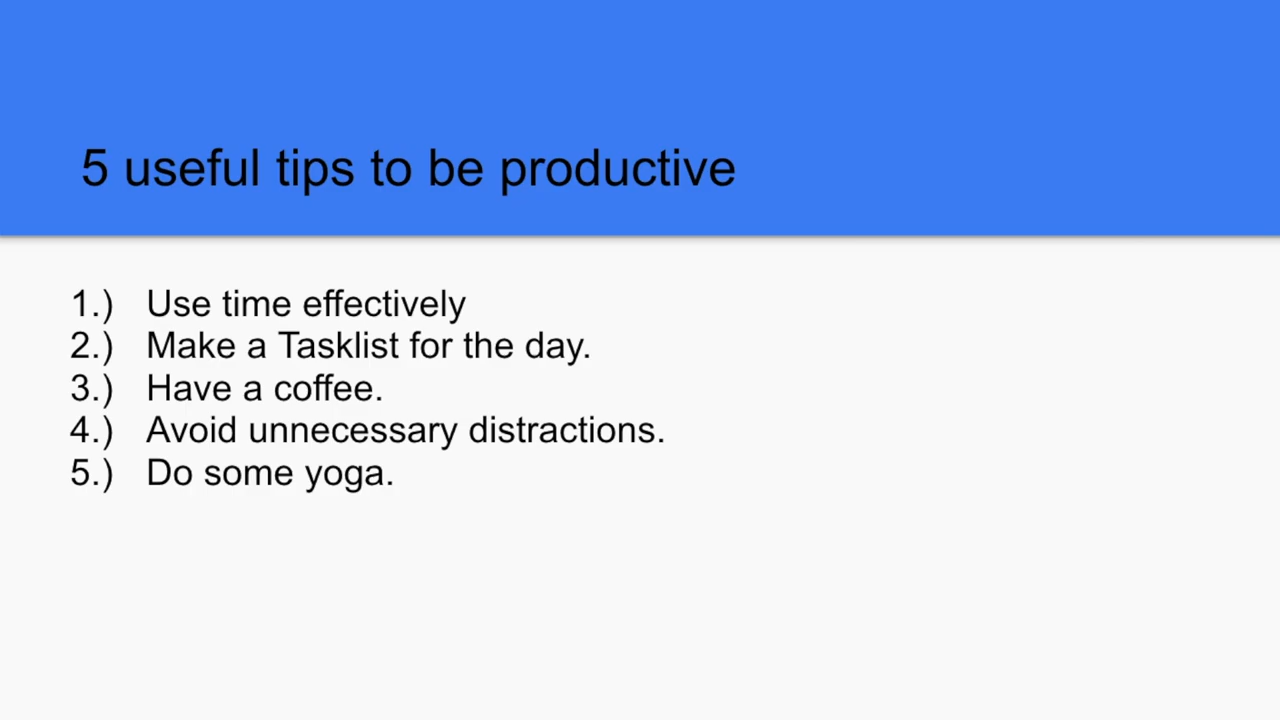 5 useful tips to be productive
1.) Use time effectively
2.) Make a Tasklist for the day.
3.) Have a coffee.
4.) Avoid unnecessary distractions.
5.) Do some yoga.